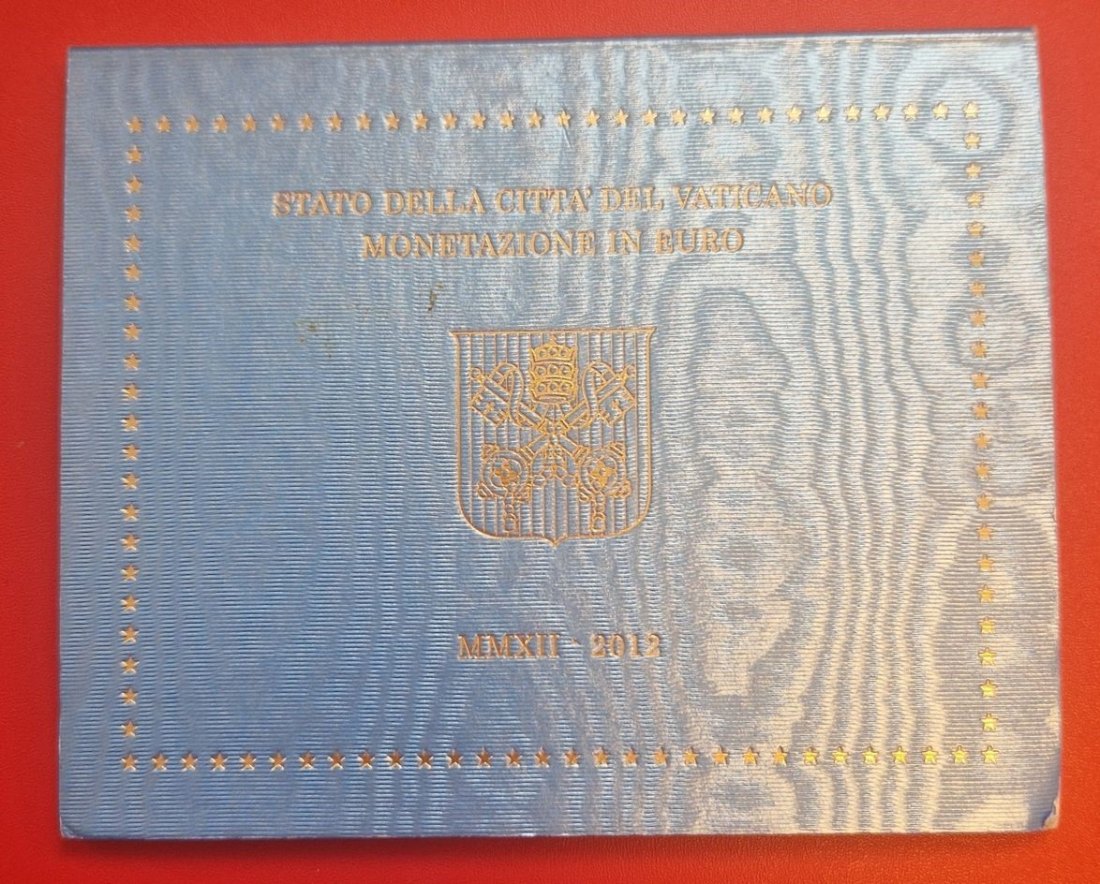 STATO DELLA CITTA' DEL VATICANO
MONETAZIONE IN EURO
MMXII - 2012